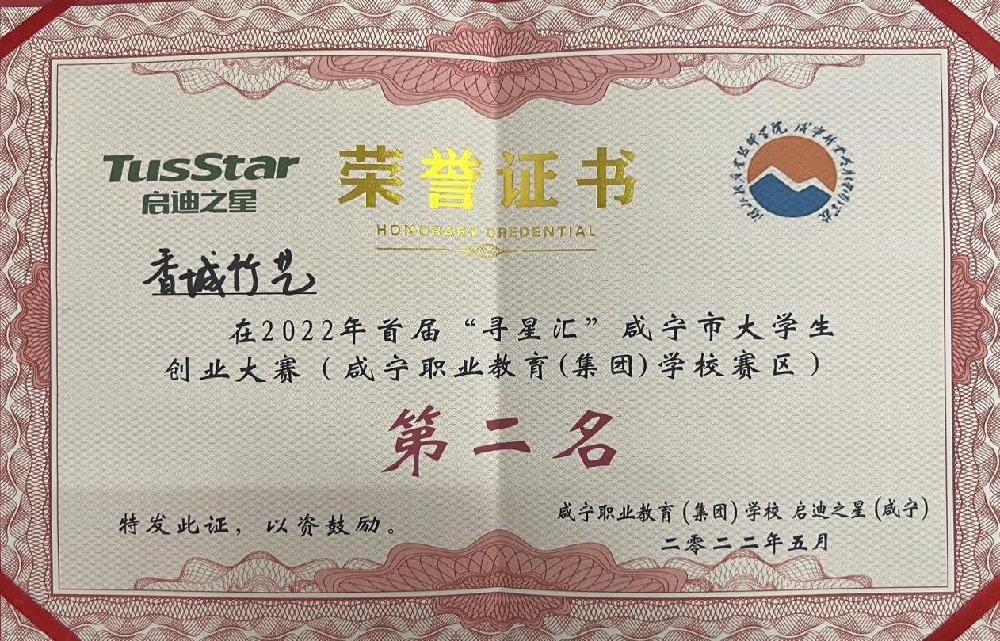 TusStar
启迪之星
荣誉证书
HONORARY CREDENTIAL
香城竹艺
在2022年首届“寻星汇”咸宁市大学生
创业大赛(咸宁职业教育(集团)学校赛区)
第二名
特发此证,以资鼓励。
咸宁职业教育(集团)学校 启迪之星(咸宁)
二零二二年五月